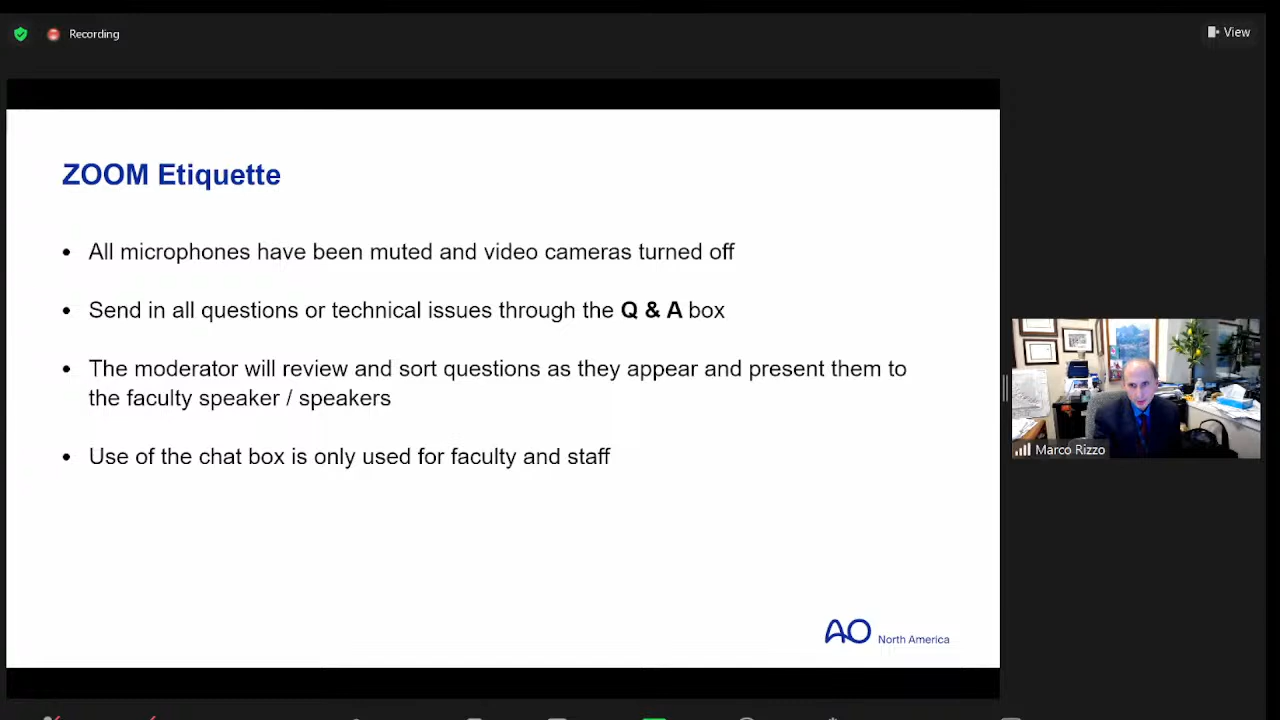 Recording
View
ZOOM Etiquette
• All microphones have been muted and video cameras turned off
• Send in all questions or technical issues through the Q & A box
• The moderator will review and sort questions as they appear and present them to
the faculty speaker / speakers
• Use of the chat box is only used for faculty and staff
Marco Rizzo
AO North America